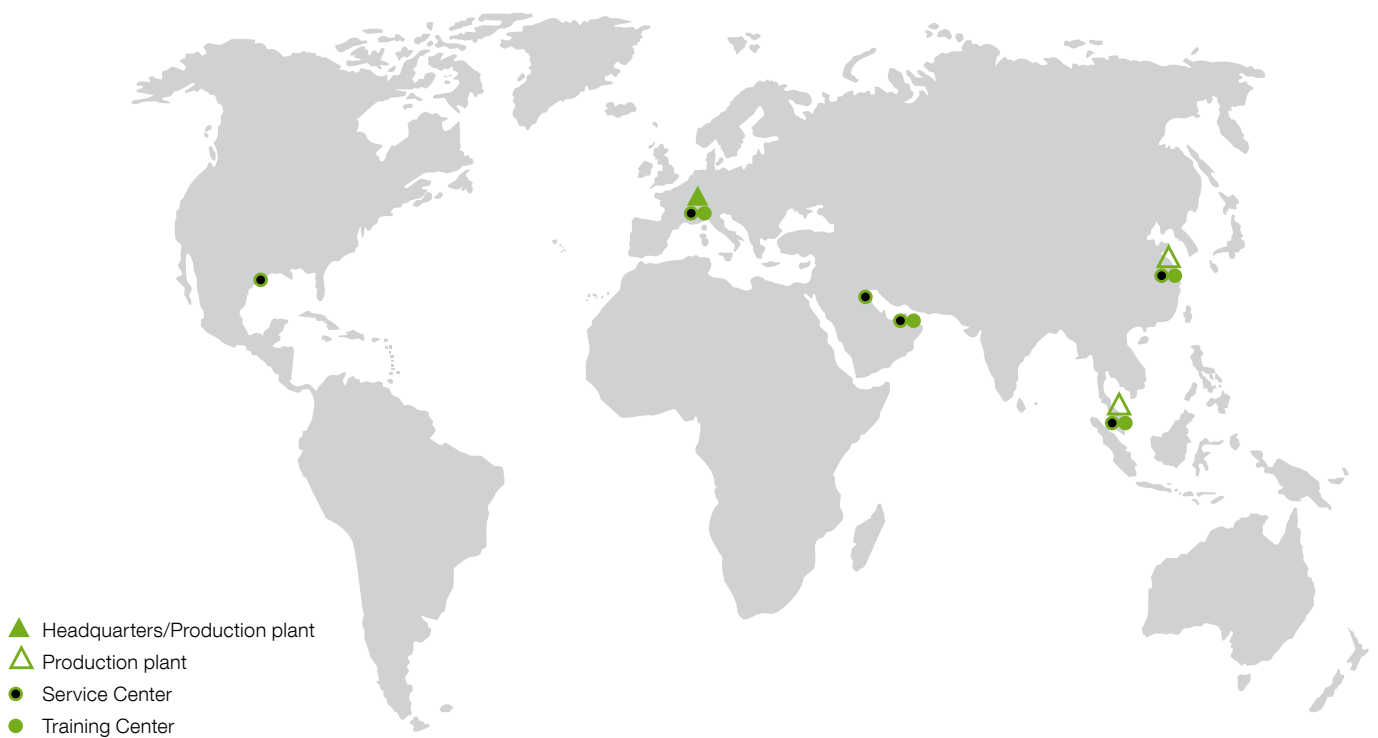 Headquarters/Production plant
Production plant
Service Center
Training Center